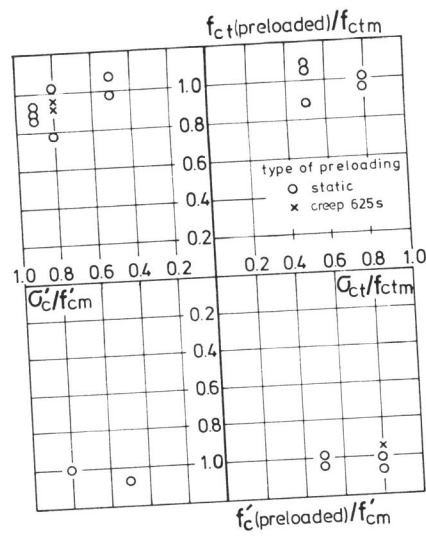 f_ct(preloaded)/f_ctm
1.0
0.8
0.6
0.4
0.2
type of preloading
o static
x creep 625s
1.0 0.8 0.6 0.4 0.2
0.2 0.4 0.6 0.8 1.0
σ'_c/f'_cm
σ_ct/f_ctm
0.2
0.4
0.6
0.8
1.0
f'_c(preloaded)/f'_cm